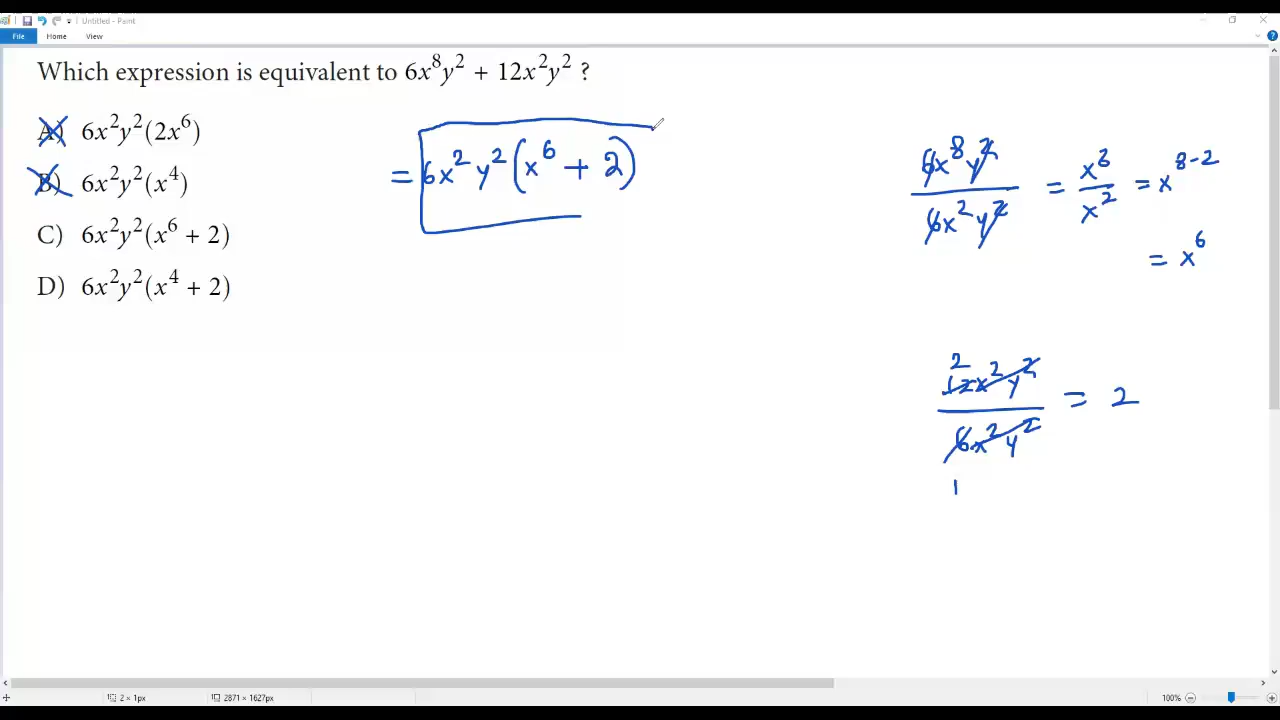 Untitled - Paint
File Home View
Which expression is equivalent to 6x⁸y² + 12x²y² ?
A) 6x²y²(2x⁶)
B) 6x²y²(x⁴)
C) 6x²y²(x⁶ + 2)
D) 6x²y²(x⁴ + 2)
= 6x²y²(x⁶ + 2)
6x⁸y² / 6x²y² = x⁸ / x² = x⁸⁻²
= x⁶
2
12x²y² / 6x²y² = 2
1
2 × 1px 2871 × 1627px 100%